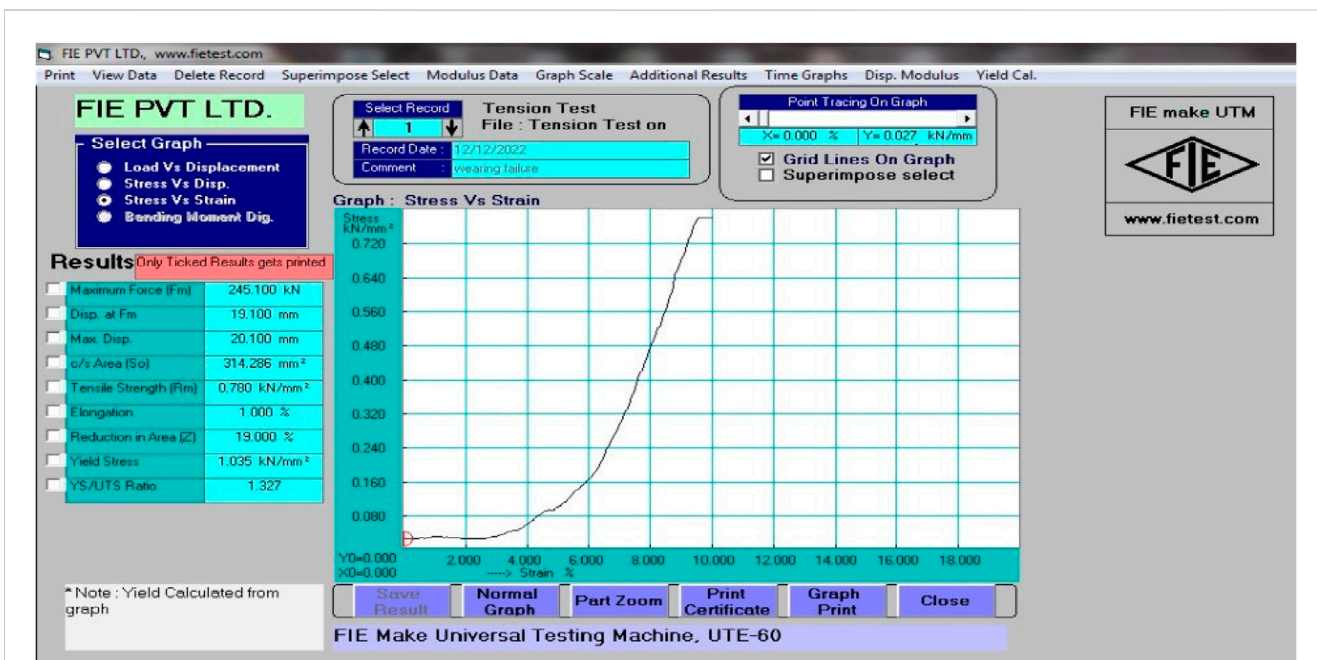 FIE PVT LTD., www.fietest.com
Print View Data Delete Record Superimpose Select Modulus Data Graph Scale Additional Results Time Graphs Disp. Modulus Yield Cal.
FIE PVT LTD.
Select Graph
Load Vs Displacement
Stress Vs Disp.
Stress Vs Strain
Bending Moment Dig.
Select Record
1
Tension Test
File : Tension Test on
Record Date : 12/12/2022
Comment : wearing failure
Point Tracing On Graph
X= 0.000 % Y= 0.027 kN/mm
Grid Lines On Graph
Superimpose select
FIE make UTM
FIE
www.fietest.com
Results Only Ticked Results gets printed
Maximum Force (Fm) 245.100 kN
Disp. at Fm 19.100 mm
Max. Disp. 20.100 mm
c/s Area (So) 314.286 mm²
Tensile Strength (Rm) 0.780 kN/mm²
Elongation 1.000 %
Reduction in Area (Z) 19.000 %
Yield Stress 1.035 kN/mm²
YS/UTS Ratio 1.327
Graph : Stress Vs Strain
Stress
kN/mm²
0.720
0.640
0.560
0.480
0.400
0.320
0.240
0.160
0.080
Y0=0.000 2.000 4.000 6.000 8.000 10.000 12.000 14.000 16.000 18.000
X0=0.000 ----> Strain %
* Note : Yield Calculated from
graph
Save Result
Normal Graph
Part Zoom
Print Certificate
Graph Print
Close
FIE Make Universal Testing Machine, UTE-60